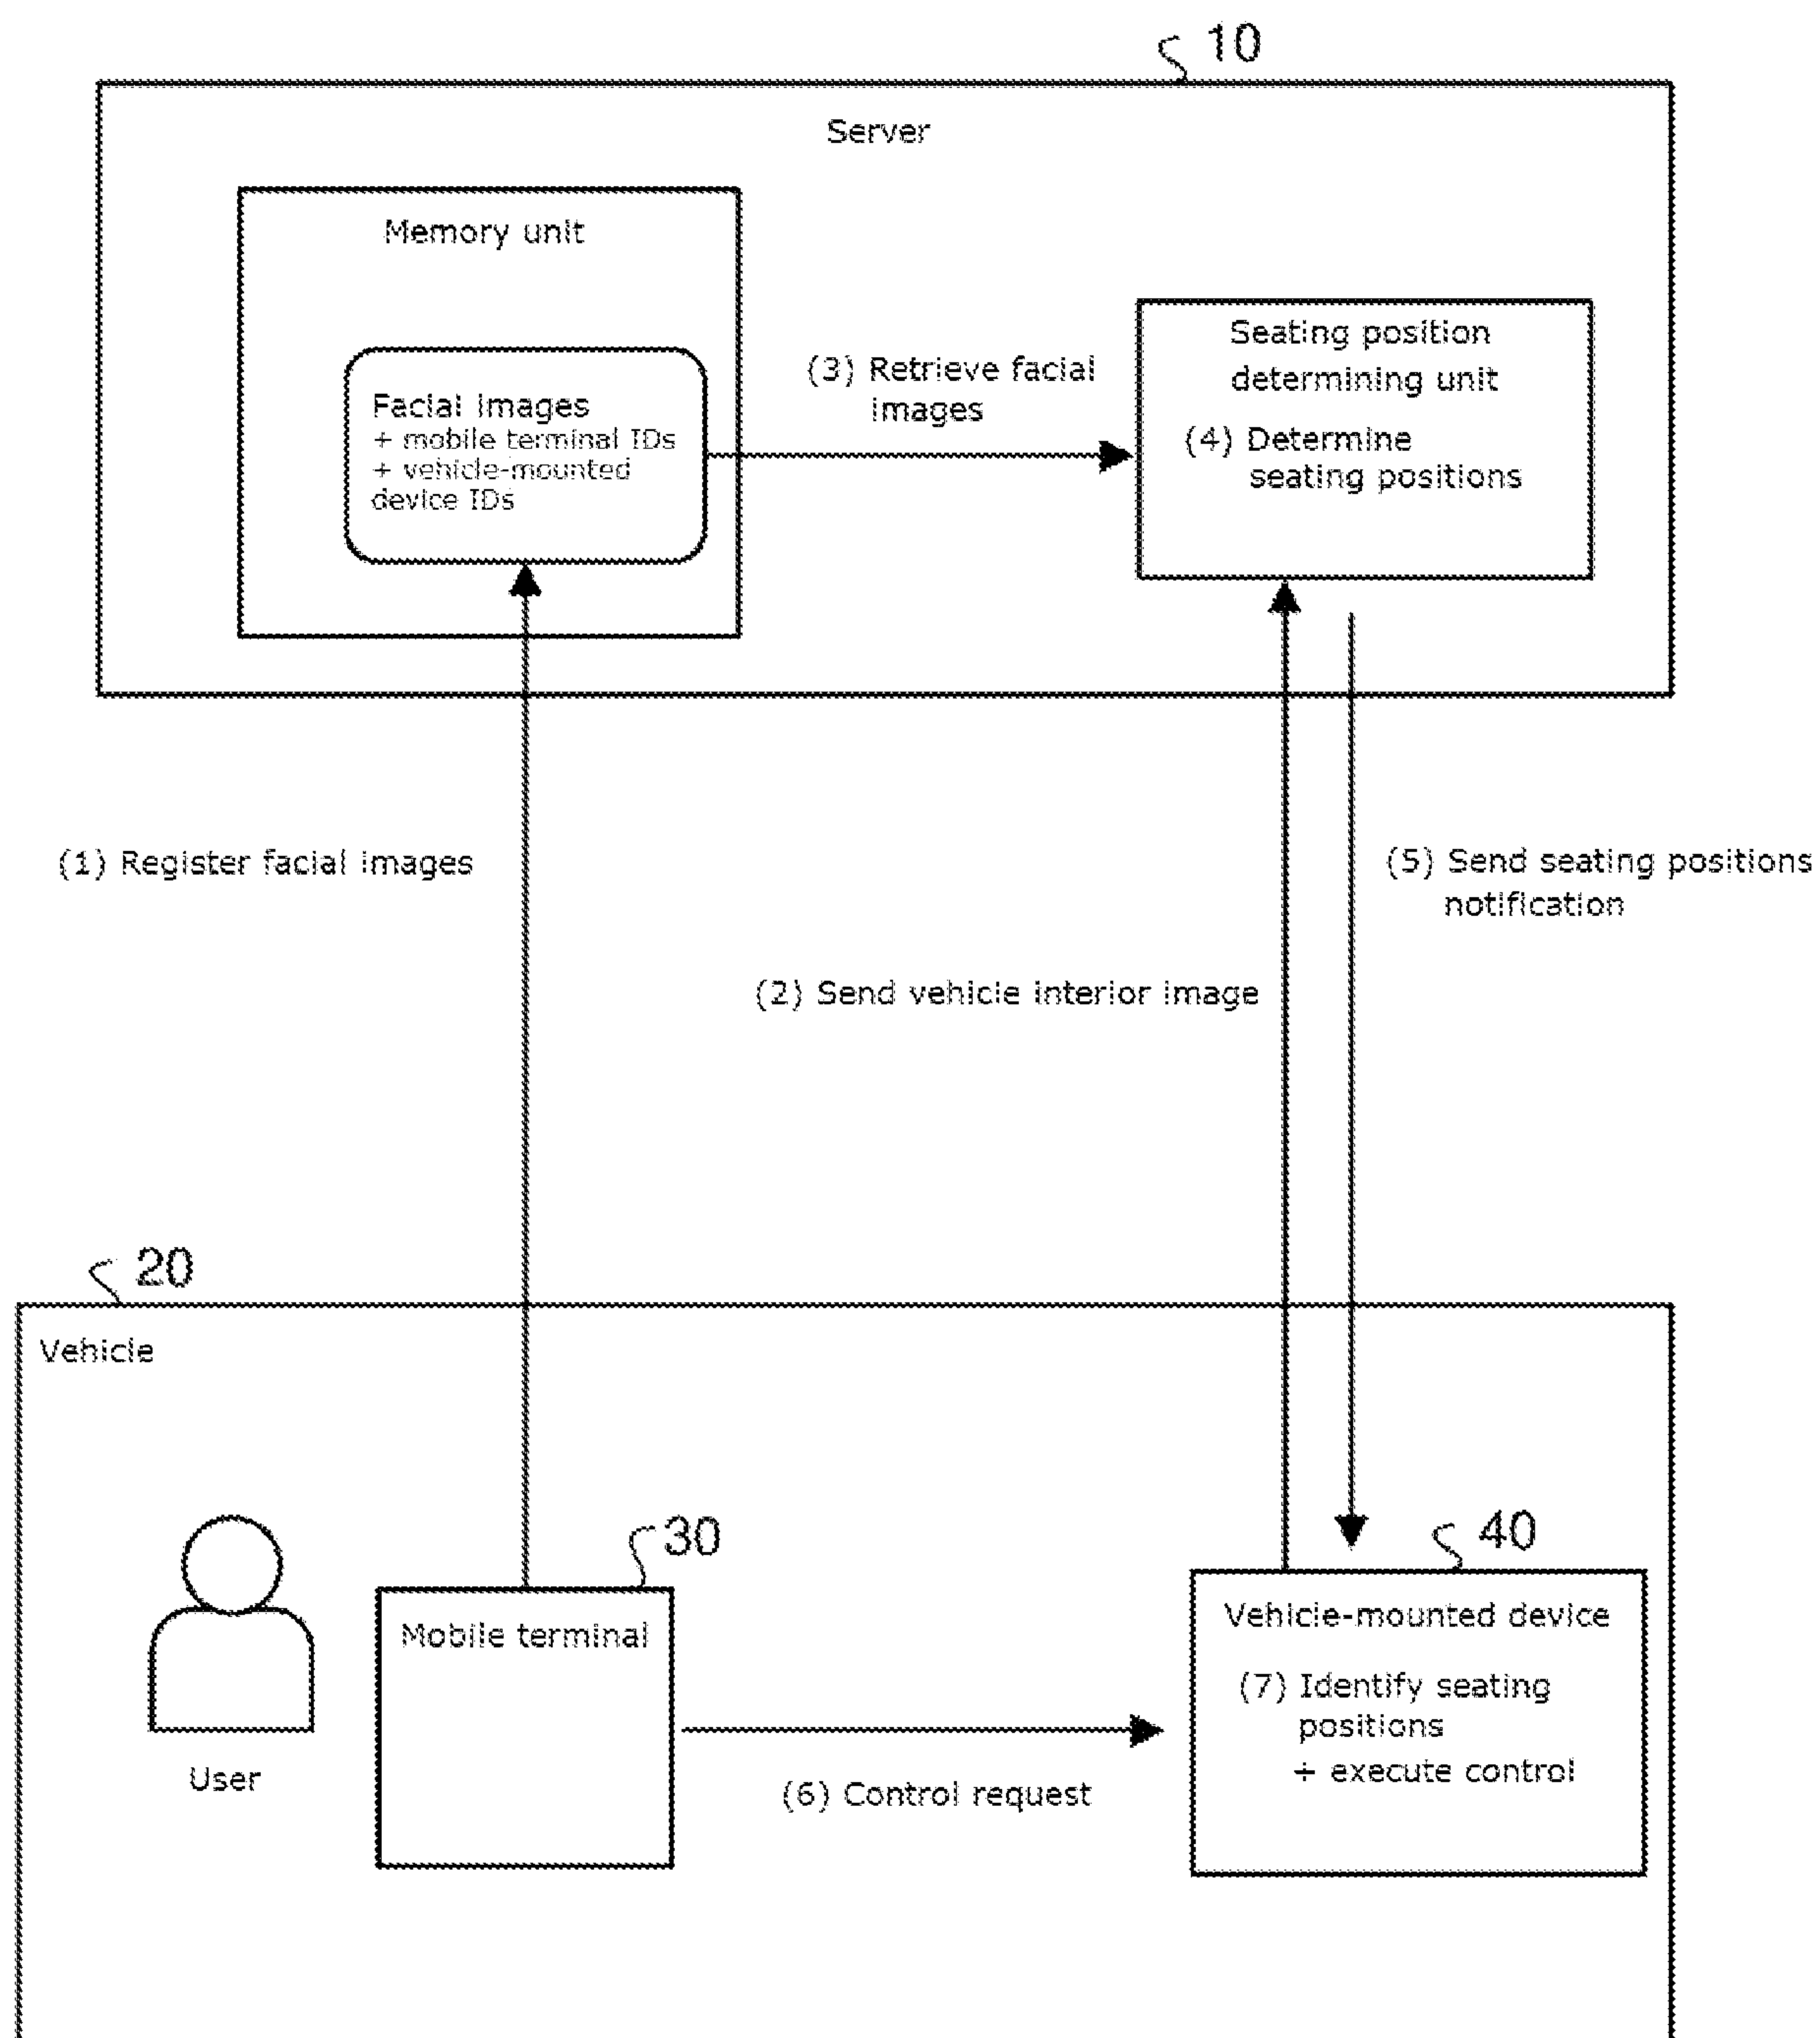 10
Server
Memory unit
Facial images
+ mobile terminal IDs
+ vehicle-mounted
device IDs
(3) Retrieve facial
images
Seating position
determining unit
(4) Determine
seating positions
(1) Register facial images
(5) Send seating positions
notification
(2) Send vehicle interior image
20
Vehicle
User
30
Mobile terminal
(6) Control request
40
Vehicle-mounted device
(7) Identify seating
positions
+ execute control